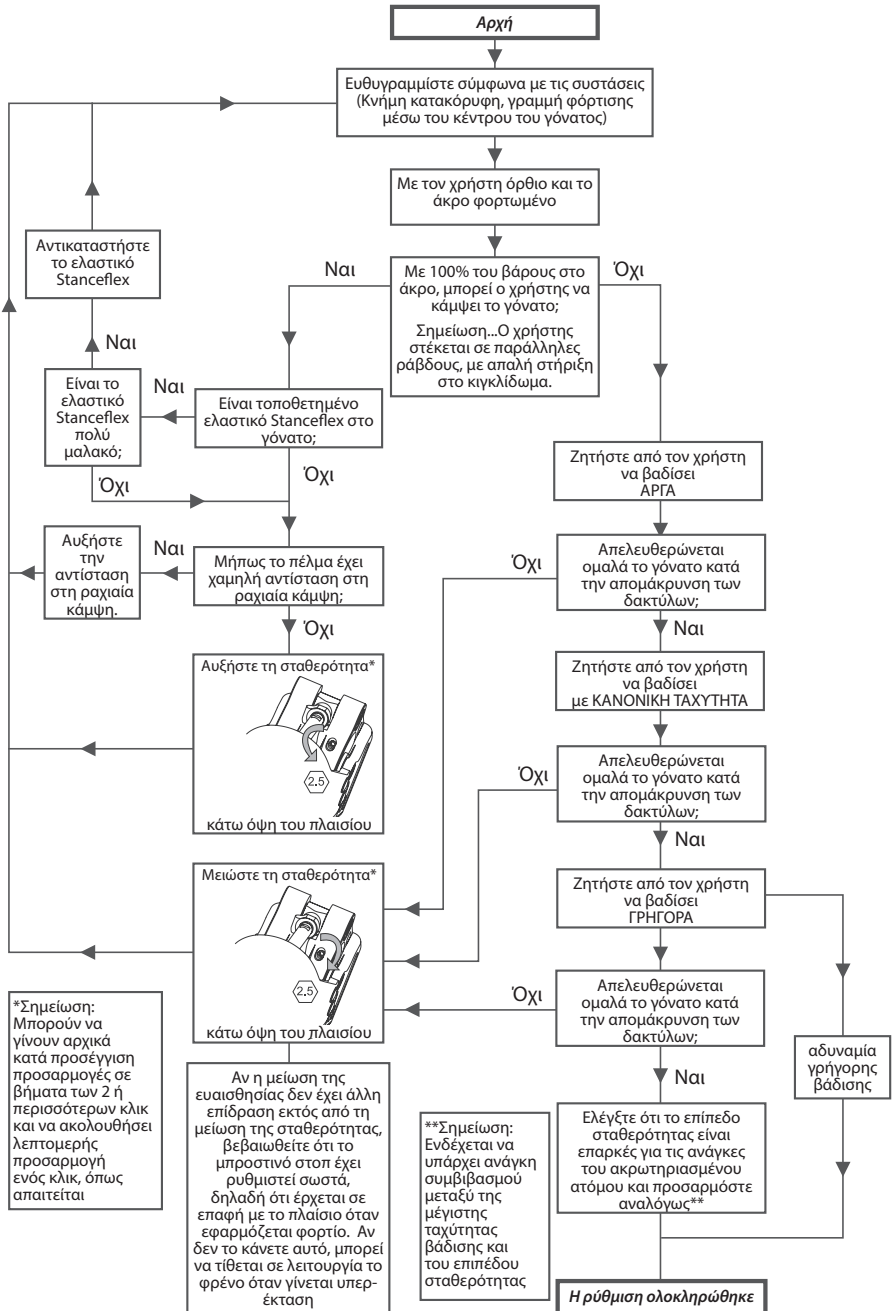 Αρχή
Ευθυγραμμίστε σύμφωνα με τις συστάσεις
(Κνήμη κατακόρυφη, γραμμή φόρτισης
μέσω του κέντρου του γόνατος)
Με τον χρήστη όρθιο και το
άκρο φορτωμένο
Αντικαταστήστε
το ελαστικό
Stanceflex
Ναι
Με 100% του βάρους στο
άκρο, μπορεί ο χρήστης να
κάμψει το γόνατο;
Σημείωση...Ο χρήστης
στέκεται σε παράλληλες
ράβδους, με απαλή στήριξη
στο κιγκλίδωμα.
Όχι
Ναι
Είναι το
ελαστικό
Stanceflex
πολύ
μαλακό;
Ναι
Είναι τοποθετημένο
ελαστικό Stanceflex στο
γόνατο;
Όχι
Όχι
Ζητήστε από τον χρήστη
να βαδίσει
ΑΡΓΑ
Αυξήστε
την
αντίσταση
στη ραχιαία
κάμψη.
Ναι
Μήπως το πέλμα έχει
χαμηλή αντίσταση στη
ραχιαία κάμψη;
Όχι
Όχι
Απελευθερώνεται
ομαλά το γόνατο κατά
την απομάκρυνση των
δακτύλων;
Ναι
Αυξήστε τη σταθερότητα*
2.5
κάτω όψη του πλαισίου
Ζητήστε από τον χρήστη
να βαδίσει
με ΚΑΝΟΝΙΚΗ ΤΑΧΥΤΗΤΑ
Όχι
Απελευθερώνεται
ομαλά το γόνατο κατά
την απομάκρυνση των
δακτύλων;
Ναι
Μειώστε τη σταθερότητα*
2.5
κάτω όψη του πλαισίου
Ζητήστε από τον χρήστη
να βαδίσει
ΓΡΗΓΟΡΑ
Όχι
Απελευθερώνεται
ομαλά το γόνατο κατά
την απομάκρυνση των
δακτύλων;
Ναι
αδυναμία
γρήγορης
βάδισης
*Σημείωση:
Μπορούν να
γίνουν αρχικά
κατά προσέγγιση
προσαρμογές σε
βήματα των 2 ή
περισσότερων κλικ
και να ακολουθήσει
λεπτομερής
προσαρμογή
ενός κλικ, όπως
απαιτείται
Αν η μείωση της
ευαισθησίας δεν έχει άλλη
επίδραση εκτός από τη
μείωση της σταθερότητας,
βεβαιωθείτε ότι το
μπροστινό στοπ έχει
ρυθμιστεί σωστά,
δηλαδή ότι έρχεται σε
επαφή με το πλαίσιο όταν
εφαρμόζεται φορτίο. Αν
δεν το κάνετε αυτό, μπορεί
να τίθεται σε λειτουργία το
φρένο όταν γίνεται υπερ-
έκταση
**Σημείωση:
Ενδέχεται να
υπάρχει ανάγκη
συμβιβασμού
μεταξύ της
μέγιστης
ταχύτητας
βάδισης και
του επιπέδου
σταθερότητας
Ελέγξτε ότι το επίπεδο
σταθερότητας είναι
επαρκές για τις ανάγκες
του ακρωτηριασμένου
ατόμου και προσαρμόστε
αναλόγως**
Η ρύθμιση ολοκληρώθηκε